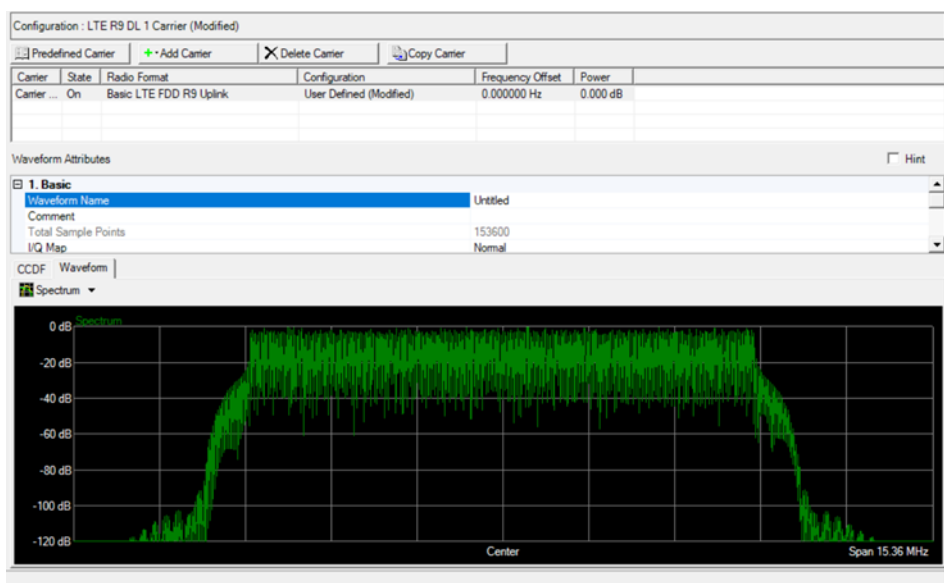 Configuration : LTE R9 DL 1 Carrier (Modified)
Predefined Carrier + Add Carrier Delete Carrier Copy Carrier
Carrier State Radio Format Configuration Frequency Offset Power
Carrier ... On Basic LTE FDD R9 Uplink User Defined (Modified) 0.000000 Hz 0.000 dB
Waveform Attributes Hint
1. Basic
Waveform Name Untitled
Comment
Total Sample Points 153600
I/Q Map Normal
CCDF Waveform
Spectrum
Spectrum
0 dB
-20 dB
-40 dB
-60 dB
-80 dB
-100 dB
-120 dB
Center Span 15.36 MHz